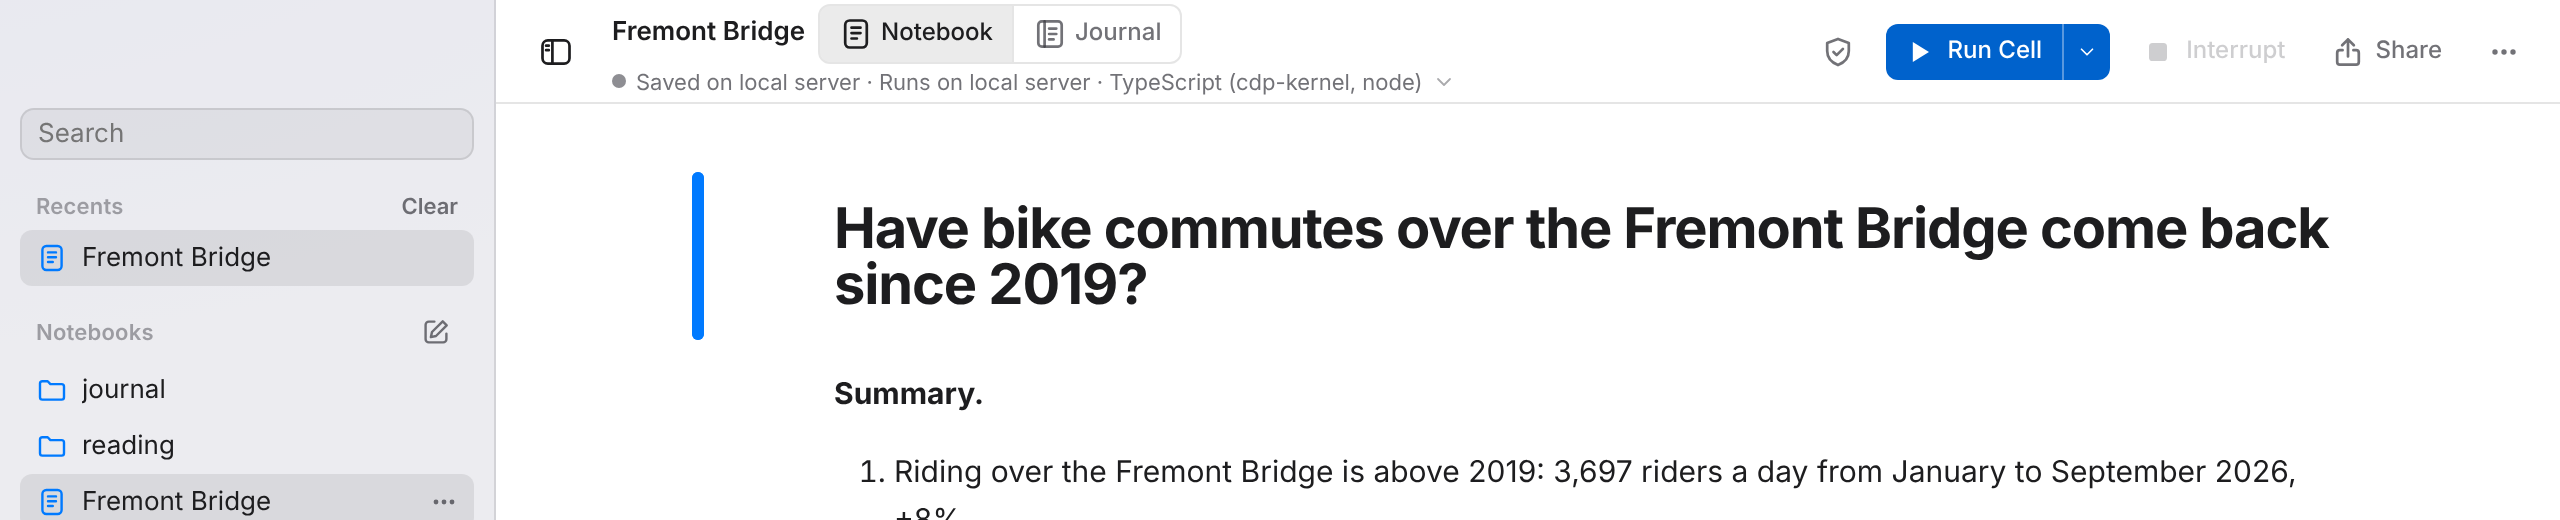 Search
Recents
Clear
Fremont Bridge
Notebooks
journal
reading
Fremont Bridge
Fremont Bridge
Notebook
Journal
Saved on local server · Runs on local server · TypeScript (cdp-kernel, node)
Run Cell
Interrupt
Share
Have bike commutes over the Fremont Bridge come back
since 2019?
Summary.
1. Riding over the Fremont Bridge is above 2019: 3,697 riders a day from January to September 2026,
+8%